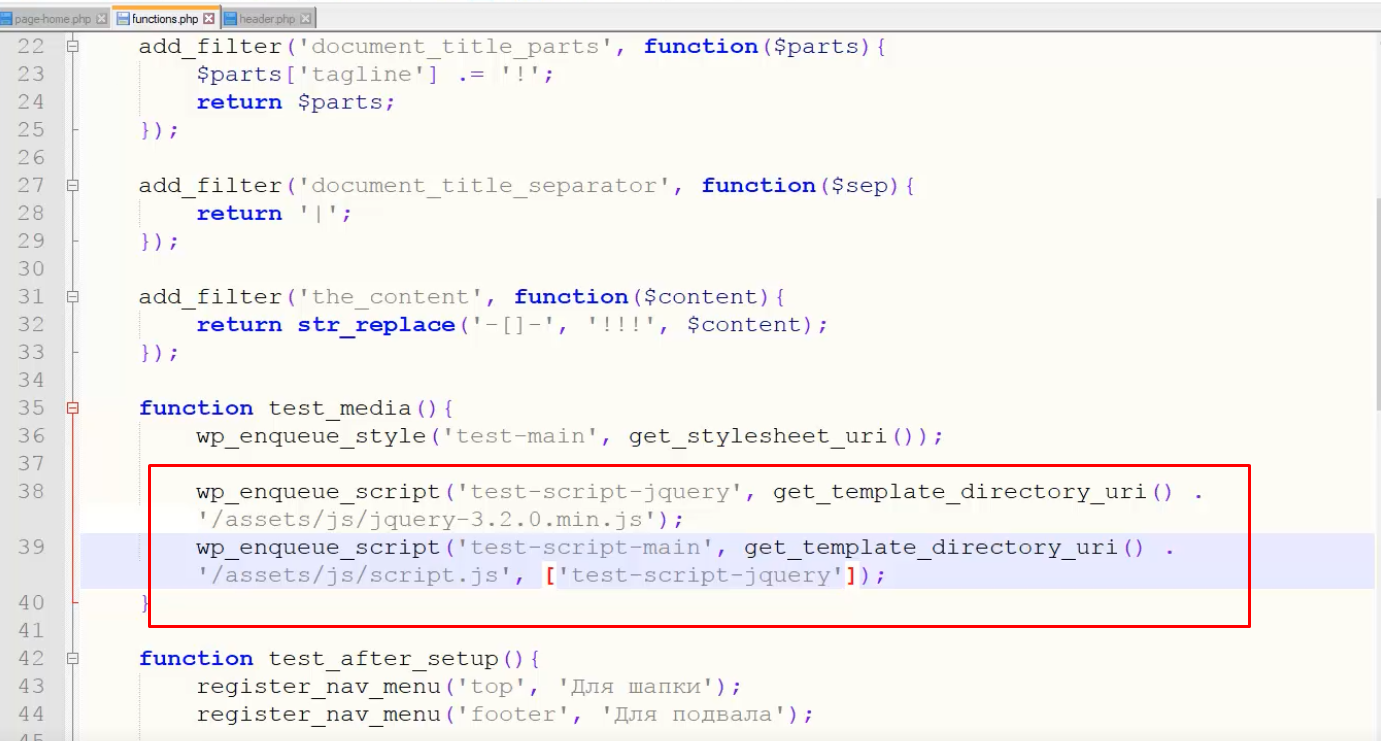 page-home.php functions.php header.php
22 add_filter('document_title_parts', function($parts){
23 $parts['tagline'] .= '!';
24 return $parts;
25 });
26
27 add_filter('document_title_separator', function($sep){
28 return '|';
29 });
30
31 add_filter('the_content', function($content){
32 return str_replace('-[]-', '!!!', $content);
33 });
34
35 function test_media(){
36 wp_enqueue_style('test-main', get_stylesheet_uri());
37
38 wp_enqueue_script('test-script-jquery', get_template_directory_uri() .
'/assets/js/jquery-3.2.0.min.js');
39 wp_enqueue_script('test-script-main', get_template_directory_uri() .
'/assets/js/script.js', ['test-script-jquery']);
40 }
41
42 function test_after_setup(){
43 register_nav_menu('top', 'Для шапки');
44 register_nav_menu('footer', 'Для подвала');
45